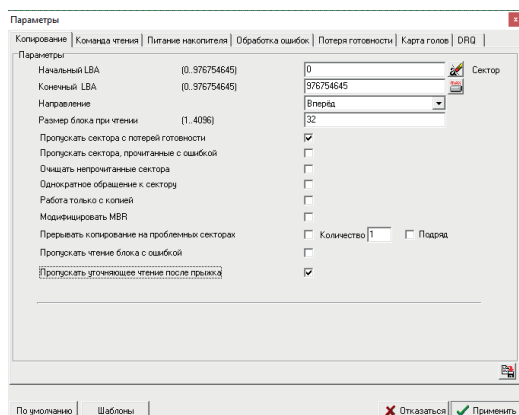 Параметры
Копирование Команда чтения Питание накопителя Обработка ошибок Потеря готовности Карта голов DRQ
Параметры
Начальный LBA (0..976754645) 0 Сектор
Конечный LBA (0..976754645) 976754645
Направление Вперёд
Размер блока при чтении (1..4096) 32
Пропускать сектора с потерей готовности
Пропускать сектора, прочитанные с ошибкой
Очищать непрочитанные сектора
Однократное обращение к сектору
Работа только с копией
Модифицировать MBR
Прерывать копирование на проблемных секторах Количество 1 Подряд
Пропускать чтение блока с ошибкой
Пропускать уточняющее чтение после прыжка
По умолчанию Шаблоны Отказаться Применить